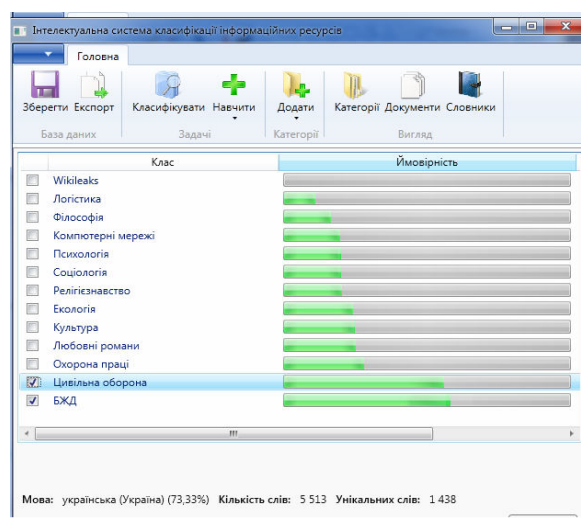 Інтелектуальна система класифікації інформаційних ресурсів
Головна
Зберегти Експорт Класифікувати Навчити Додати Категорії Документи Словники
База даних Задачі Категорії Вигляд
Клас Ймовірність
Wikileaks
Логістика
Філософія
Компютерні мережі
Психологія
Соціологія
Релігієзнавство
Екологія
Культура
Любовні романи
Охорона праці
Цивільна оборона
БЖД
Мова: українська (Україна) (73,33%) Кількість слів: 5 513 Унікальних слів: 1 438